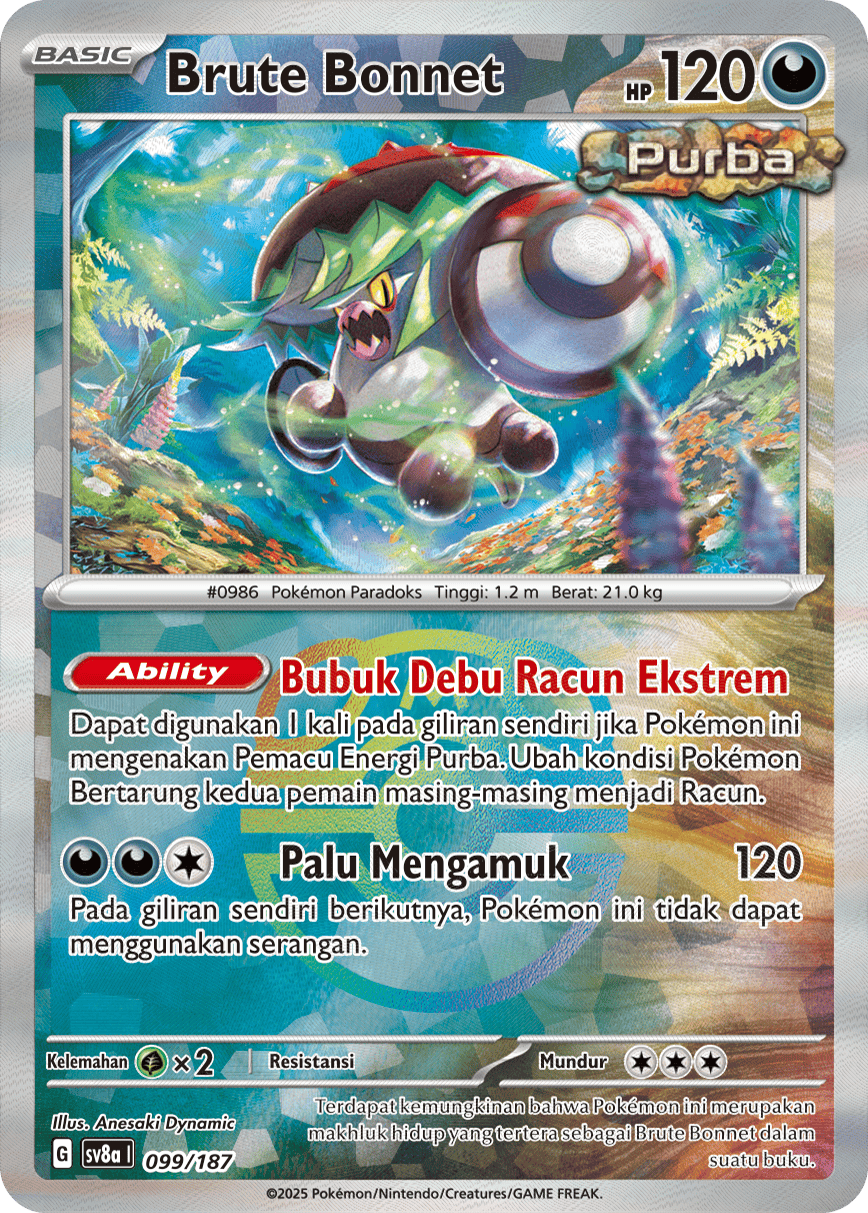 BASIC
Brute Bonnet
HP 120
Purba
#0986 Pokémon Paradoks Tinggi: 1.2 m Berat: 21.0 kg
Ability Bubuk Debu Racun Ekstrem
Dapat digunakan 1 kali pada giliran sendiri jika Pokémon ini
mengenakan Pemacu Energi Purba. Ubah kondisi Pokémon
Bertarung kedua pemain masing-masing menjadi Racun.
Palu Mengamuk 120
Pada giliran sendiri berikutnya, Pokémon ini tidak dapat
menggunakan serangan.
Kelemahan ×2 Resistansi Mundur
Illus. Anesaki Dynamic
Terdapat kemungkinan bahwa Pokémon ini merupakan
makhluk hidup yang tertera sebagai Brute Bonnet dalam
suatu buku.
G sv8a I 099/187
©2025 Pokémon/Nintendo/Creatures/GAME FREAK.